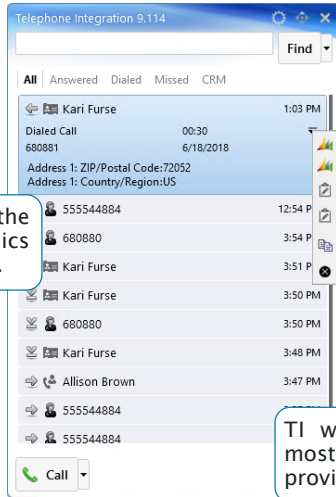 Telephone Integration 9.114
Find
All Answered Dialed Missed CRM
Kari Furse 1:03 PM
Dialed Call 00:30
680881 6/18/2018
Address 1: ZIP/Postal Code:72052
Address 1: Country/Region:US
the
ics
.
555544884 12:54 P
680880 3:54 P
Kari Furse 3:51 P
Kari Furse 3:50 PM
680880 3:50 PM
Kari Furse 3:48 PM
Allison Brown 3:47 PM
555544884
555544884
TI w
most
provi
Call